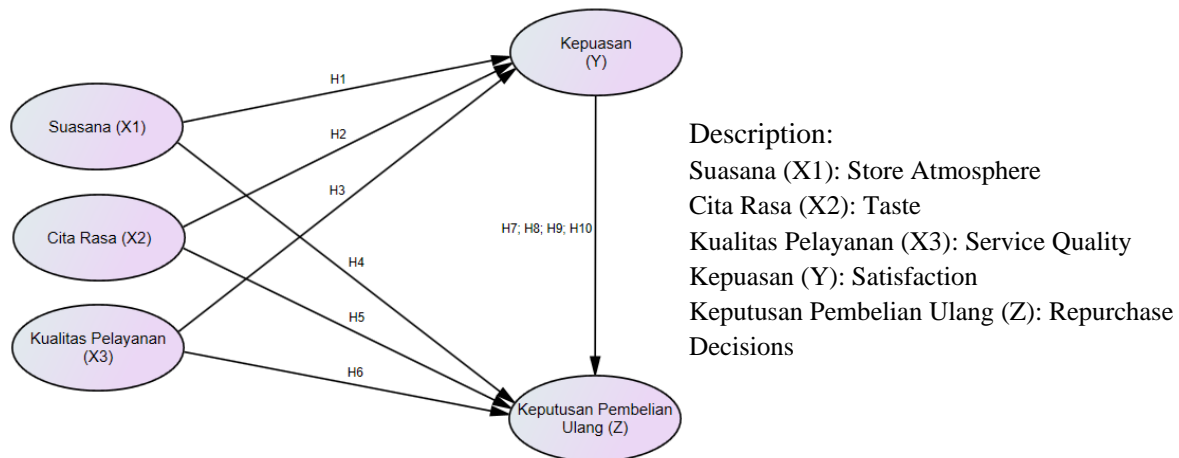 Kepuasan
(Y)
H1
Suasana (X1)
H2
H3
Cita Rasa (X2)
H7; H8; H9; H10
H4
H5
Kualitas Pelayanan
(X3)
H6
Keputusan Pembelian
Ulang (Z)
Description:
Suasana (X1): Store Atmosphere
Cita Rasa (X2): Taste
Kualitas Pelayanan (X3): Service Quality
Kepuasan (Y): Satisfaction
Keputusan Pembelian Ulang (Z): Repurchase
Decisions